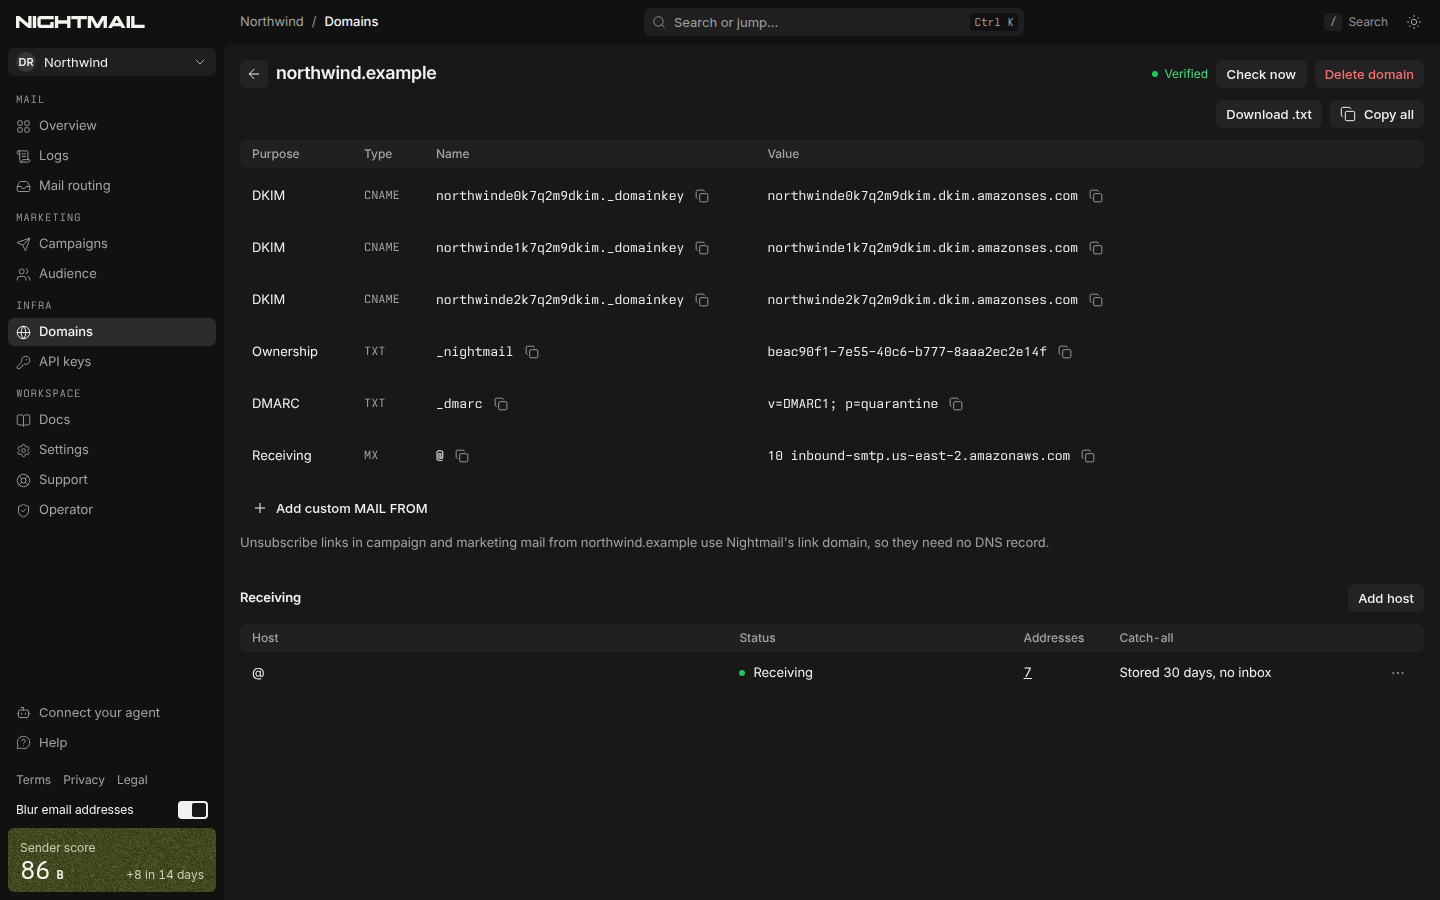 NIGHTMAIL
Northwind / Domains
Search or jump...
Ctrl K
/ Search
DR Northwind
MAIL
Overview
Logs
Mail routing
MARKETING
Campaigns
Audience
INFRA
Domains
API keys
WORKSPACE
Docs
Settings
Support
Operator
Connect your agent
Help
Terms Privacy Legal
Blur email addresses
Sender score
86 B +8 in 14 days
northwind.example
Verified Check now Delete domain
Download .txt Copy all
Purpose Type Name Value
DKIM CNAME northwinde0k7q2m9dkim._domainkey northwinde0k7q2m9dkim.dkim.amazonses.com
DKIM CNAME northwinde1k7q2m9dkim._domainkey northwinde1k7q2m9dkim.dkim.amazonses.com
DKIM CNAME northwinde2k7q2m9dkim._domainkey northwinde2k7q2m9dkim.dkim.amazonses.com
Ownership TXT _nightmail beac90f1-7e55-40c6-b777-8aaa2ec2e14f
DMARC TXT _dmarc v=DMARC1; p=quarantine
Receiving MX @ 10 inbound-smtp.us-east-2.amazonaws.com
Add custom MAIL FROM
Unsubscribe links in campaign and marketing mail from northwind.example use Nightmail's link domain, so they need no DNS record.
Receiving
Add host
Host Status Addresses Catch-all
@ Receiving 7 Stored 30 days, no inbox